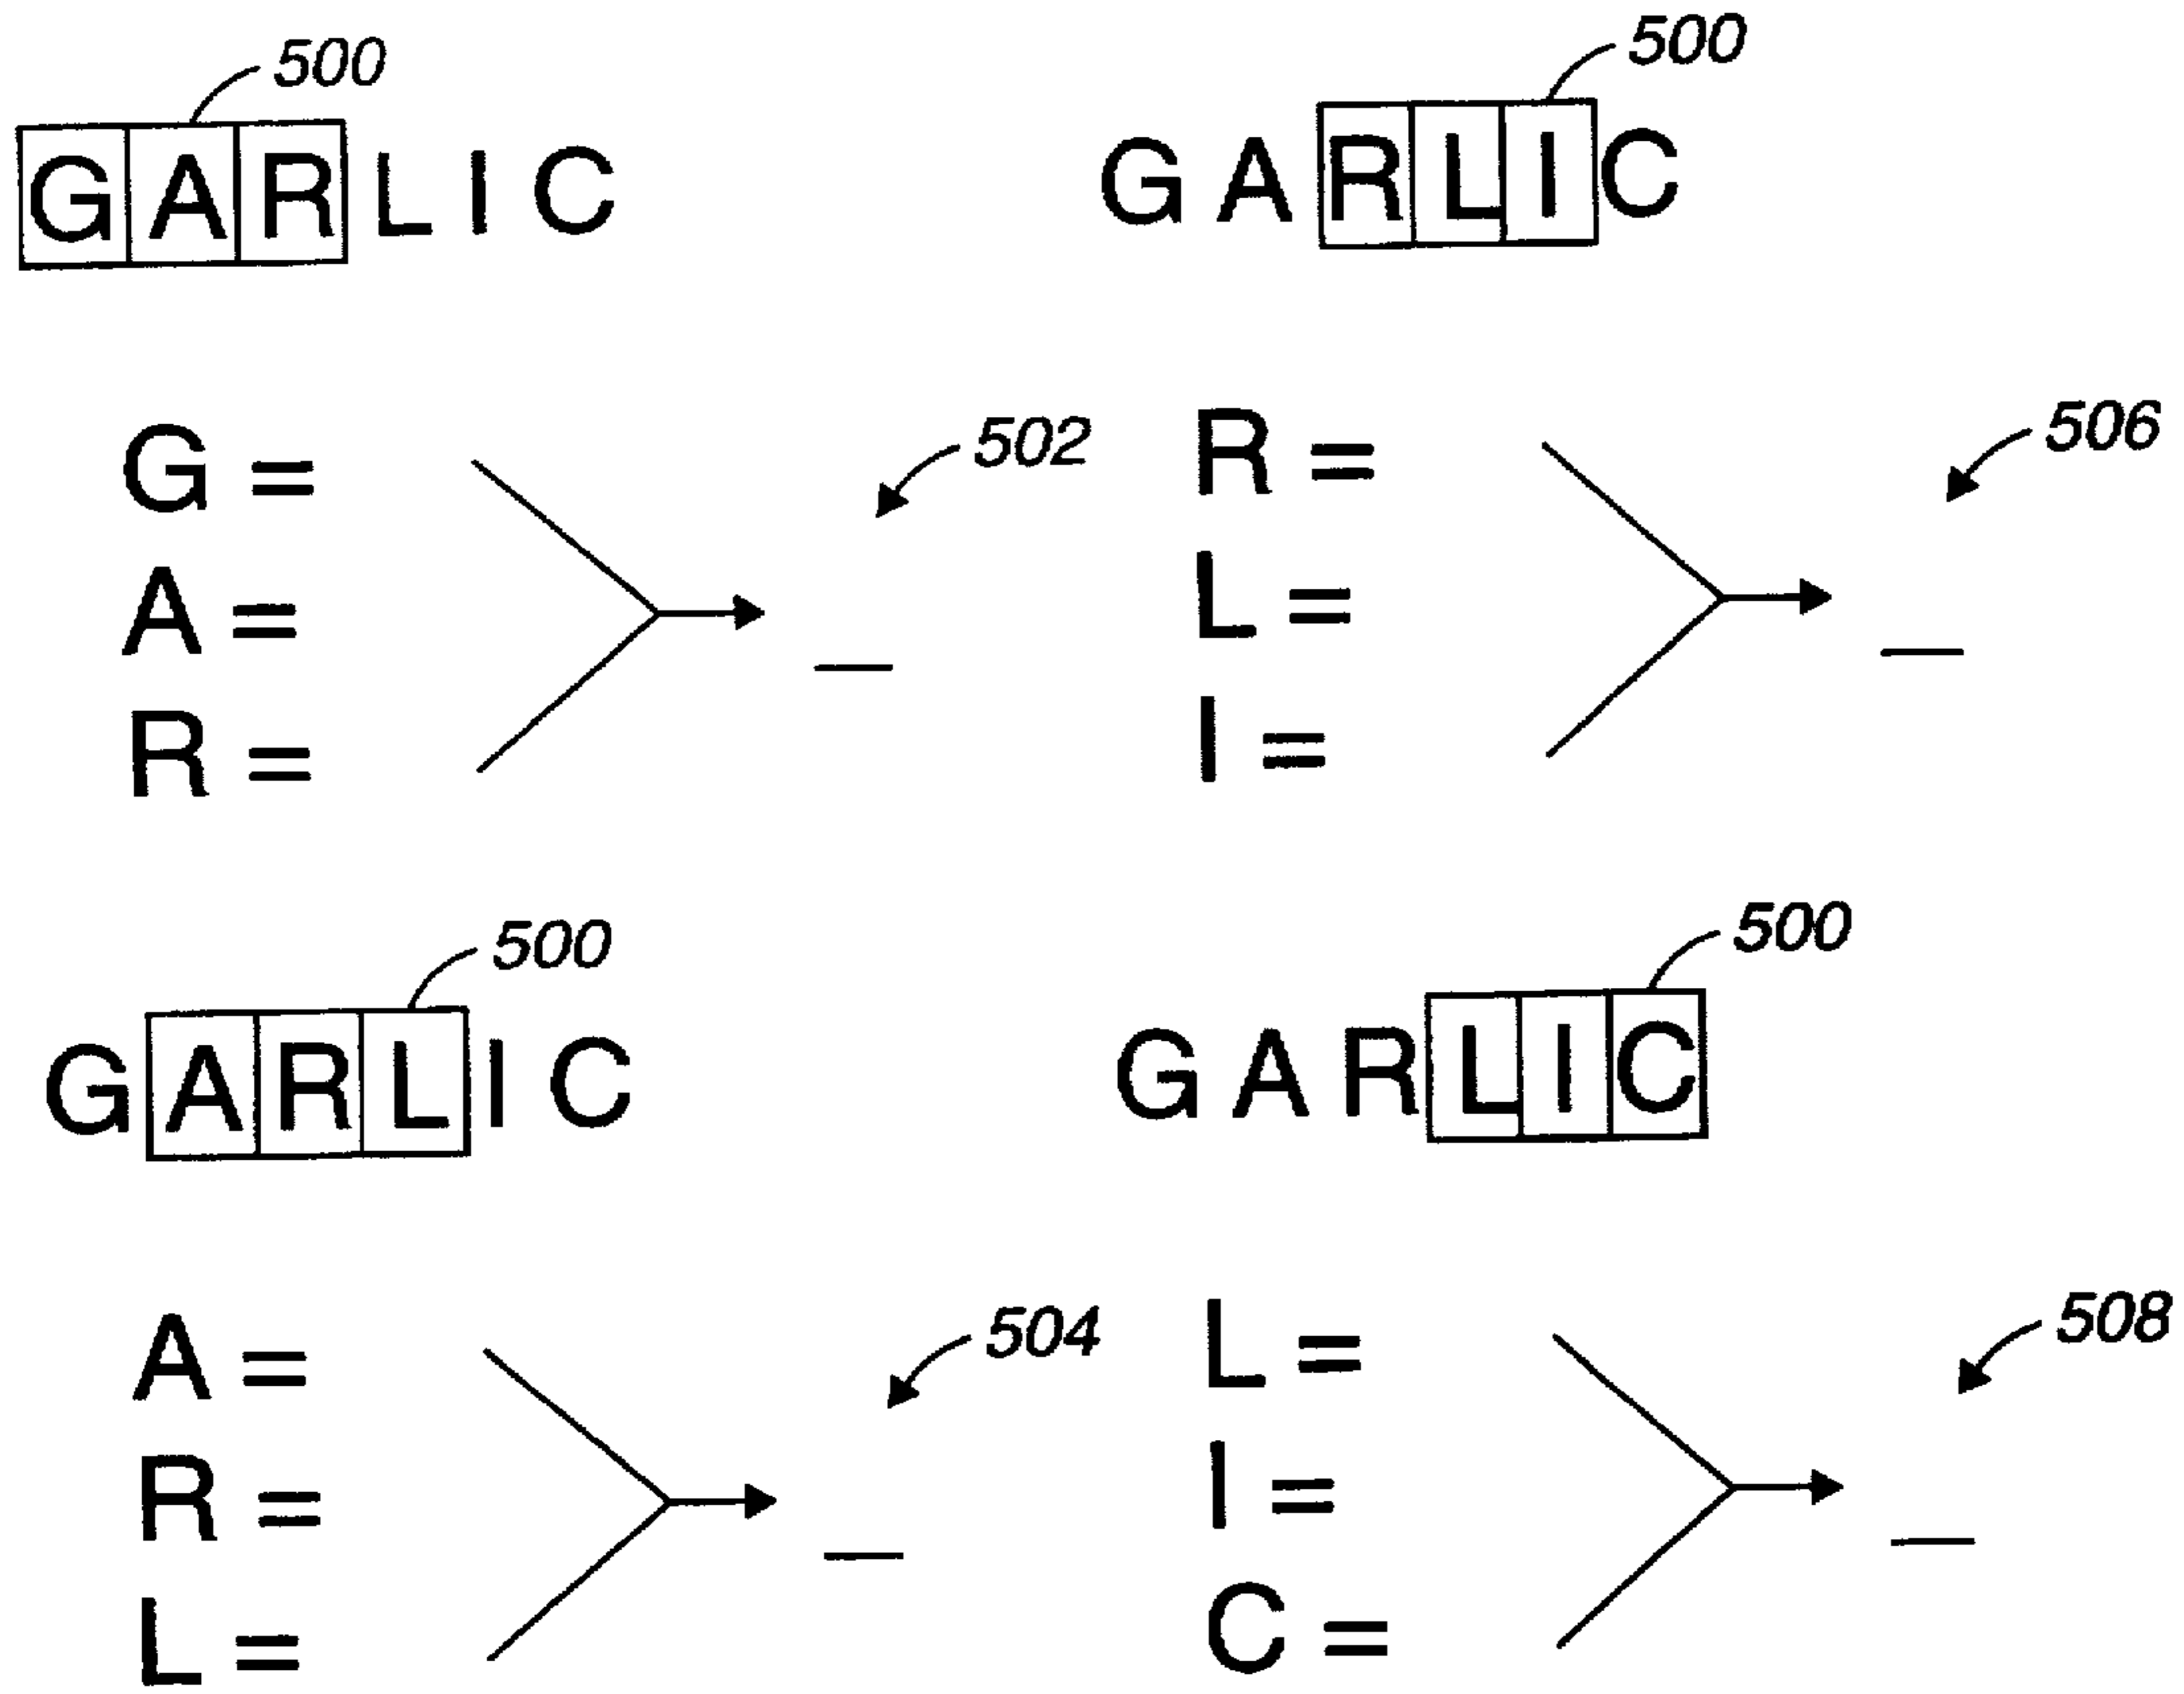 500
GARLIC
500
GARLIC
502
G =
A =
R =
506
R =
L =
I =
500
GARLIC
500
GARLIC
504
A =
R =
L =
508
L =
I =
C =